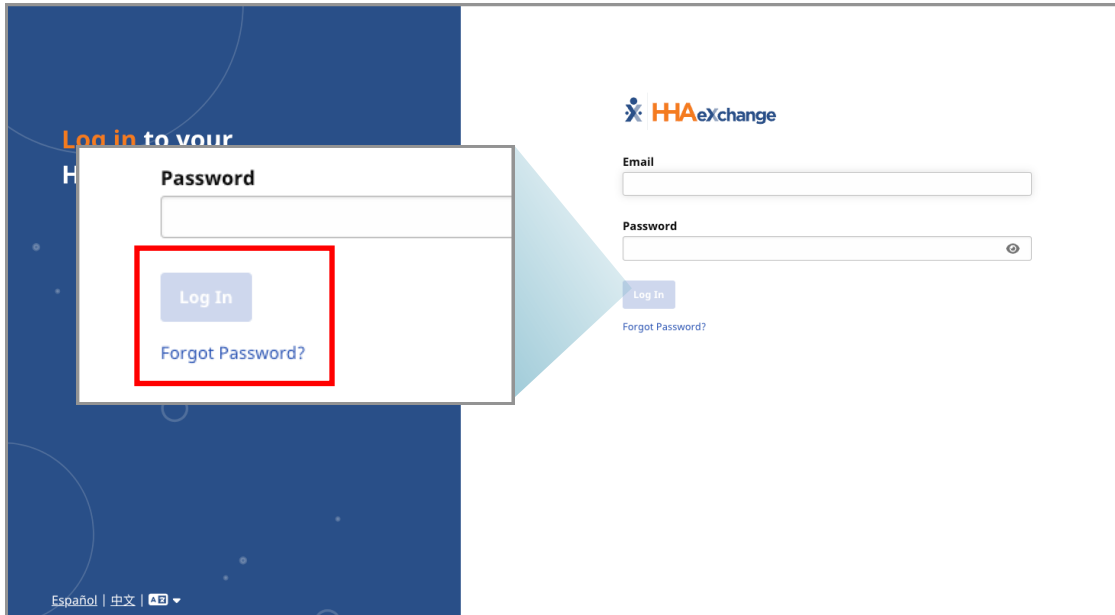 Log in to your
H
Password
Log In
Forgot Password?
Español | 中文 |
HHAeXchange
Email
Password
Log In
Forgot Password?